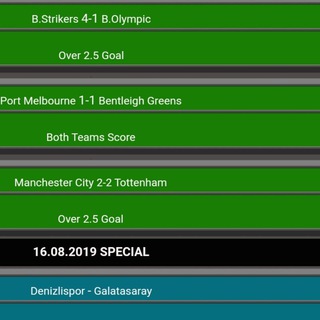 B.Strikers 4-1 B.Olympic
Over 2.5 Goal
Port Melbourne 1-1 Bentleigh Greens
Both Teams Score
Manchester City 2-2 Tottenham
Over 2.5 Goal
16.08.2019 SPECIAL
Denizlispor - Galatasaray